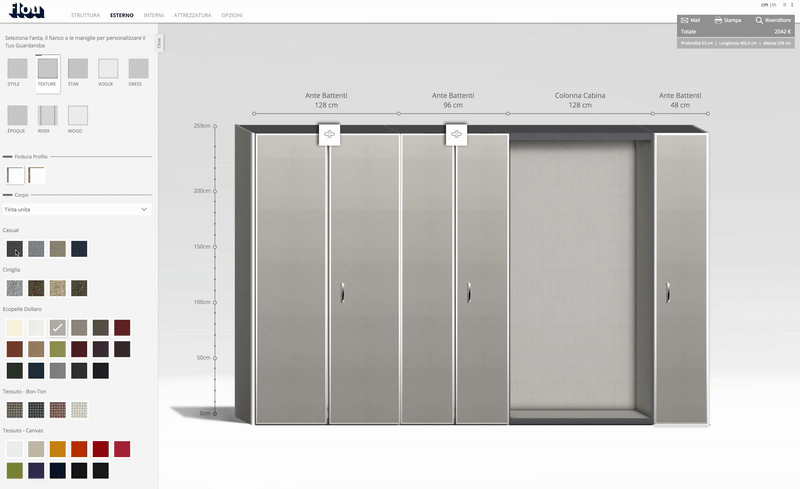 flou
STRUTTURA ESTERNO INTERNI ATTREZZATURA OPZIONI
cm | in
Mail Stampa Rivenditore
Totale 2042 €
Profondità 63 cm | Lunghezza 402,5 cm | Altezza 259 cm
Seleziona l'anta, il fianco o le maniglie per personalizzare il
Tuo Guardaroba
STYLE TEXTURE STAR VOGUE DRESS
ÉPOQUE RIVER WOOD
Finitura Profilo
Corpo
Tinta unita
Casual
Ciniglia
Ecopelle Dollaro
Tessuto - Bon-Ton
Tessuto - Canvas
Ante Battenti
128 cm
Ante Battenti
96 cm
Colonna Cabina
128 cm
Ante Battenti
48 cm
259cm
200cm
150cm
100cm
50cm
0cm